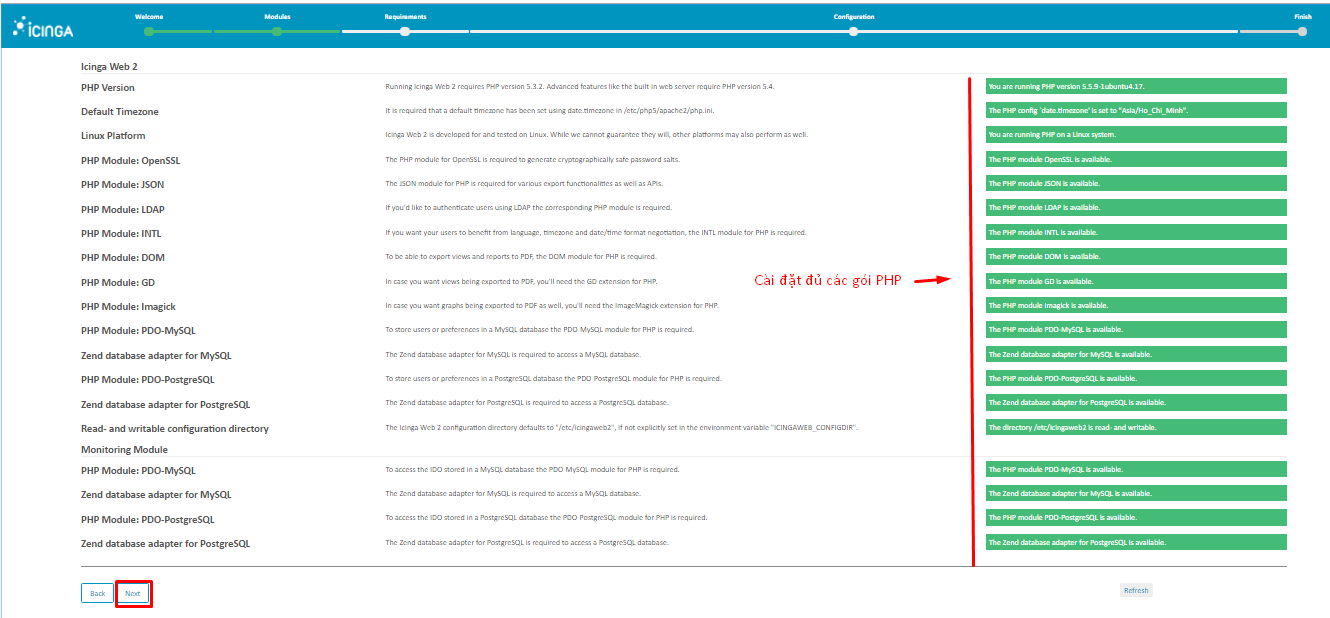 Welcome Modules Requirements Configuration Finish
ICINGA
Icinga Web 2
PHP Version Running Icinga Web 2 requires PHP version 5.3.2. Advanced features like the built in web server require PHP version 5.4. You are running PHP version 5.5.9-1ubuntu4.17.
Default Timezone It is required that a default timezone has been set using date.timezone in /etc/php5/apache2/php.ini. The PHP config `date.timezone' is set to "Asia/Ho_Chi_Minh".
Linux Platform Icinga Web 2 is developed for and tested on Linux. While we cannot guarantee they will, other platforms may also perform as well. You are running PHP on a Linux system.
PHP Module: OpenSSL The PHP module for OpenSSL is required to generate cryptographically safe password salts. The PHP module OpenSSL is available.
PHP Module: JSON The JSON module for PHP is required for various export functionalities as well as APIs. The PHP module JSON is available.
PHP Module: LDAP If you'd like to authenticate users using LDAP the corresponding PHP module is required. The PHP module LDAP is available.
PHP Module: INTL If you want your users to benefit from language, timezone and date/time format negotiation, the INTL module for PHP is required. The PHP module INTL is available.
PHP Module: DOM To be able to export views and reports to PDF, the DOM module for PHP is required. The PHP module DOM is available.
PHP Module: GD In case you want views being exported to PDF, you'll need the GD extension for PHP. Cài đặt đủ các gói PHP The PHP module GD is available.
PHP Module: Imagick In case you want graphs being exported to PDF as well, you'll need the ImageMagick extension for PHP. The PHP module Imagick is available.
PHP Module: PDO-MySQL To store users or preferences in a MySQL database the PDO-MySQL module for PHP is required. The PHP module PDO-MySQL is available.
Zend database adapter for MySQL The Zend database adapter for MySQL is required to access a MySQL database. The Zend database adapter for MySQL is available.
PHP Module: PDO-PostgreSQL To store users or preferences in a PostgreSQL database the PDO-PostgreSQL module for PHP is required. The PHP module PDO-PostgreSQL is available.
Zend database adapter for PostgreSQL The Zend database adapter for PostgreSQL is required to access a PostgreSQL database. The Zend database adapter for PostgreSQL is available.
Read- and writable configuration directory The Icinga Web 2 configuration directory defaults to "/etc/icingaweb2", if not explicitly set in the environment variable "ICINGAWEB_CONFIGDIR". The directory /etc/icingaweb2 is read- and writable.
Monitoring Module
PHP Module: PDO-MySQL To access the IDO stored in a MySQL database the PDO-MySQL module for PHP is required. The PHP module PDO-MySQL is available.
Zend database adapter for MySQL The Zend database adapter for MySQL is required to access a MySQL database. The Zend database adapter for MySQL is available.
PHP Module: PDO-PostgreSQL To access the IDO stored in a PostgreSQL database the PDO-PostgreSQL module for PHP is required. The PHP module PDO-PostgreSQL is available.
Zend database adapter for PostgreSQL The Zend database adapter for PostgreSQL is required to access a PostgreSQL database. The Zend database adapter for PostgreSQL is available.
Back Next Refresh